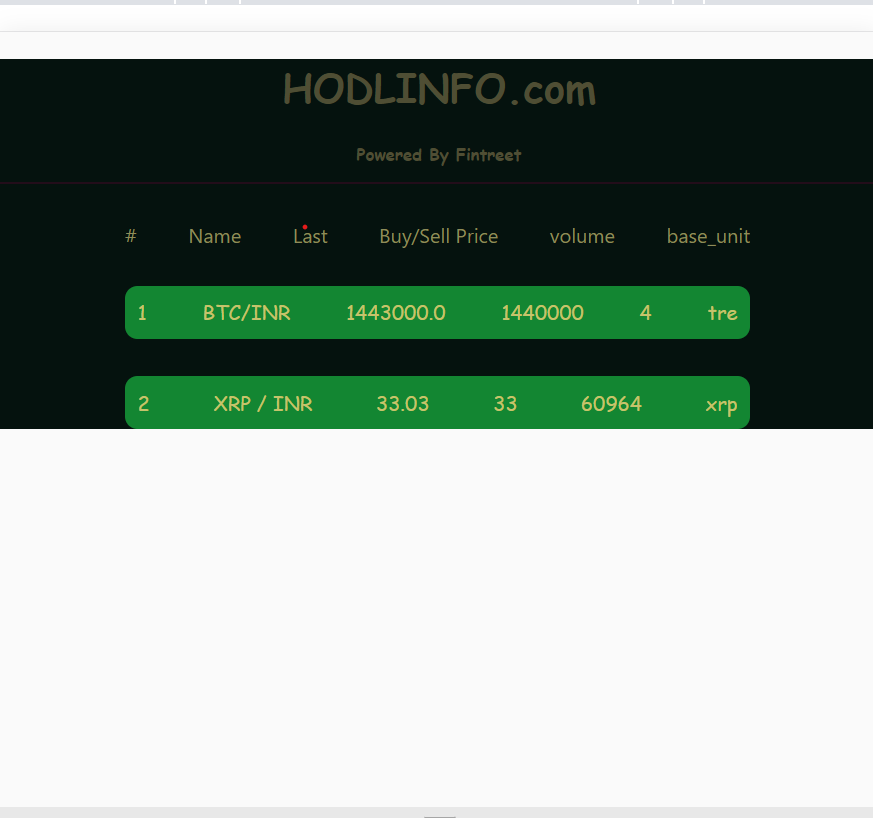 HODLINFO.com
Powered By Fintreet
# Name Last Buy/Sell Price volume base_unit
1 BTC/INR 1443000.0 1440000 4 tre
2 XRP / INR 33.03 33 60964 xrp